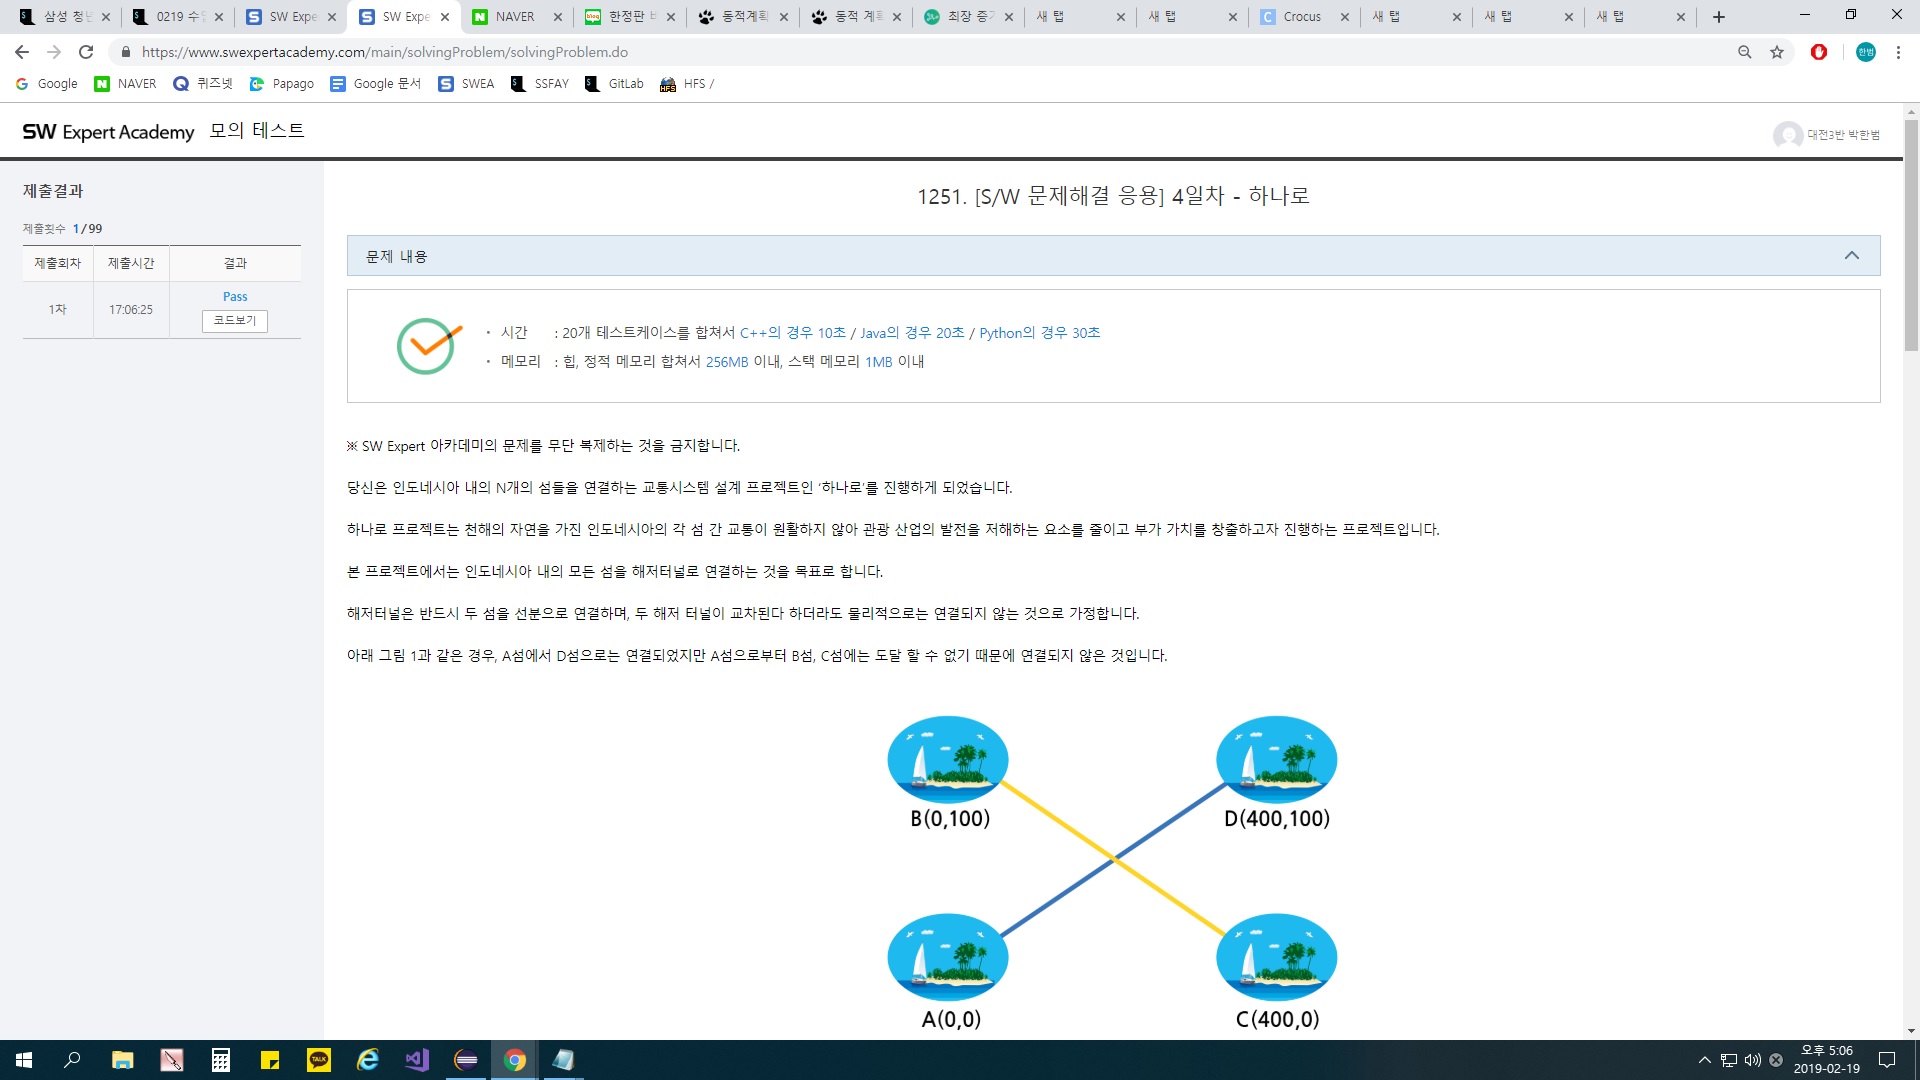 삼성 청년
0219 수업
SW Expe
SW Expe
NAVER
한정판 비
동적계획
동적 계획
최장 증가
새 탭
새 탭
Crocus
새 탭
새 탭
새 탭
https://www.swexpertacademy.com/main/solvingProblem/solvingProblem.do
한범
Google
NAVER
퀴즈넷
Papago
Google 문서
SWEA
SSFAY
GitLab
HFS /
SW Expert Academy 모의 테스트
대전3반 박한범
제출결과
제출횟수 1/99
제출회차 제출시간 결과
1차 17:06:25 Pass
코드보기
1251. [S/W 문제해결 응용] 4일차 - 하나로
문제 내용
· 시간 : 20개 테스트케이스를 합쳐서 C++의 경우 10초 / Java의 경우 20초 / Python의 경우 30초
· 메모리 : 힙, 정적 메모리 합쳐서 256MB 이내, 스택 메모리 1MB 이내
※ SW Expert 아카데미의 문제를 무단 복제하는 것을 금지합니다.
당신은 인도네시아 내의 N개의 섬들을 연결하는 교통시스템 설계 프로젝트인 ‘하나로’를 진행하게 되었습니다.
하나로 프로젝트는 천해의 자연을 가진 인도네시아의 각 섬 간 교통이 원활하지 않아 관광 산업의 발전을 저해하는 요소를 줄이고 부가 가치를 창출하고자 진행하는 프로젝트입니다.
본 프로젝트에서는 인도네시아 내의 모든 섬을 해저터널로 연결하는 것을 목표로 합니다.
해저터널은 반드시 두 섬을 선분으로 연결하며, 두 해저 터널이 교차된다 하더라도 물리적으로는 연결되지 않는 것으로 가정합니다.
아래 그림 1과 같은 경우, A섬에서 D섬으로는 연결되었지만 A섬으로부터 B섬, C섬에는 도달 할 수 없기 때문에 연결되지 않은 것입니다.
B(0,100)
D(400,100)
A(0,0)
C(400,0)
TALK
오후 5:06
2019-02-19